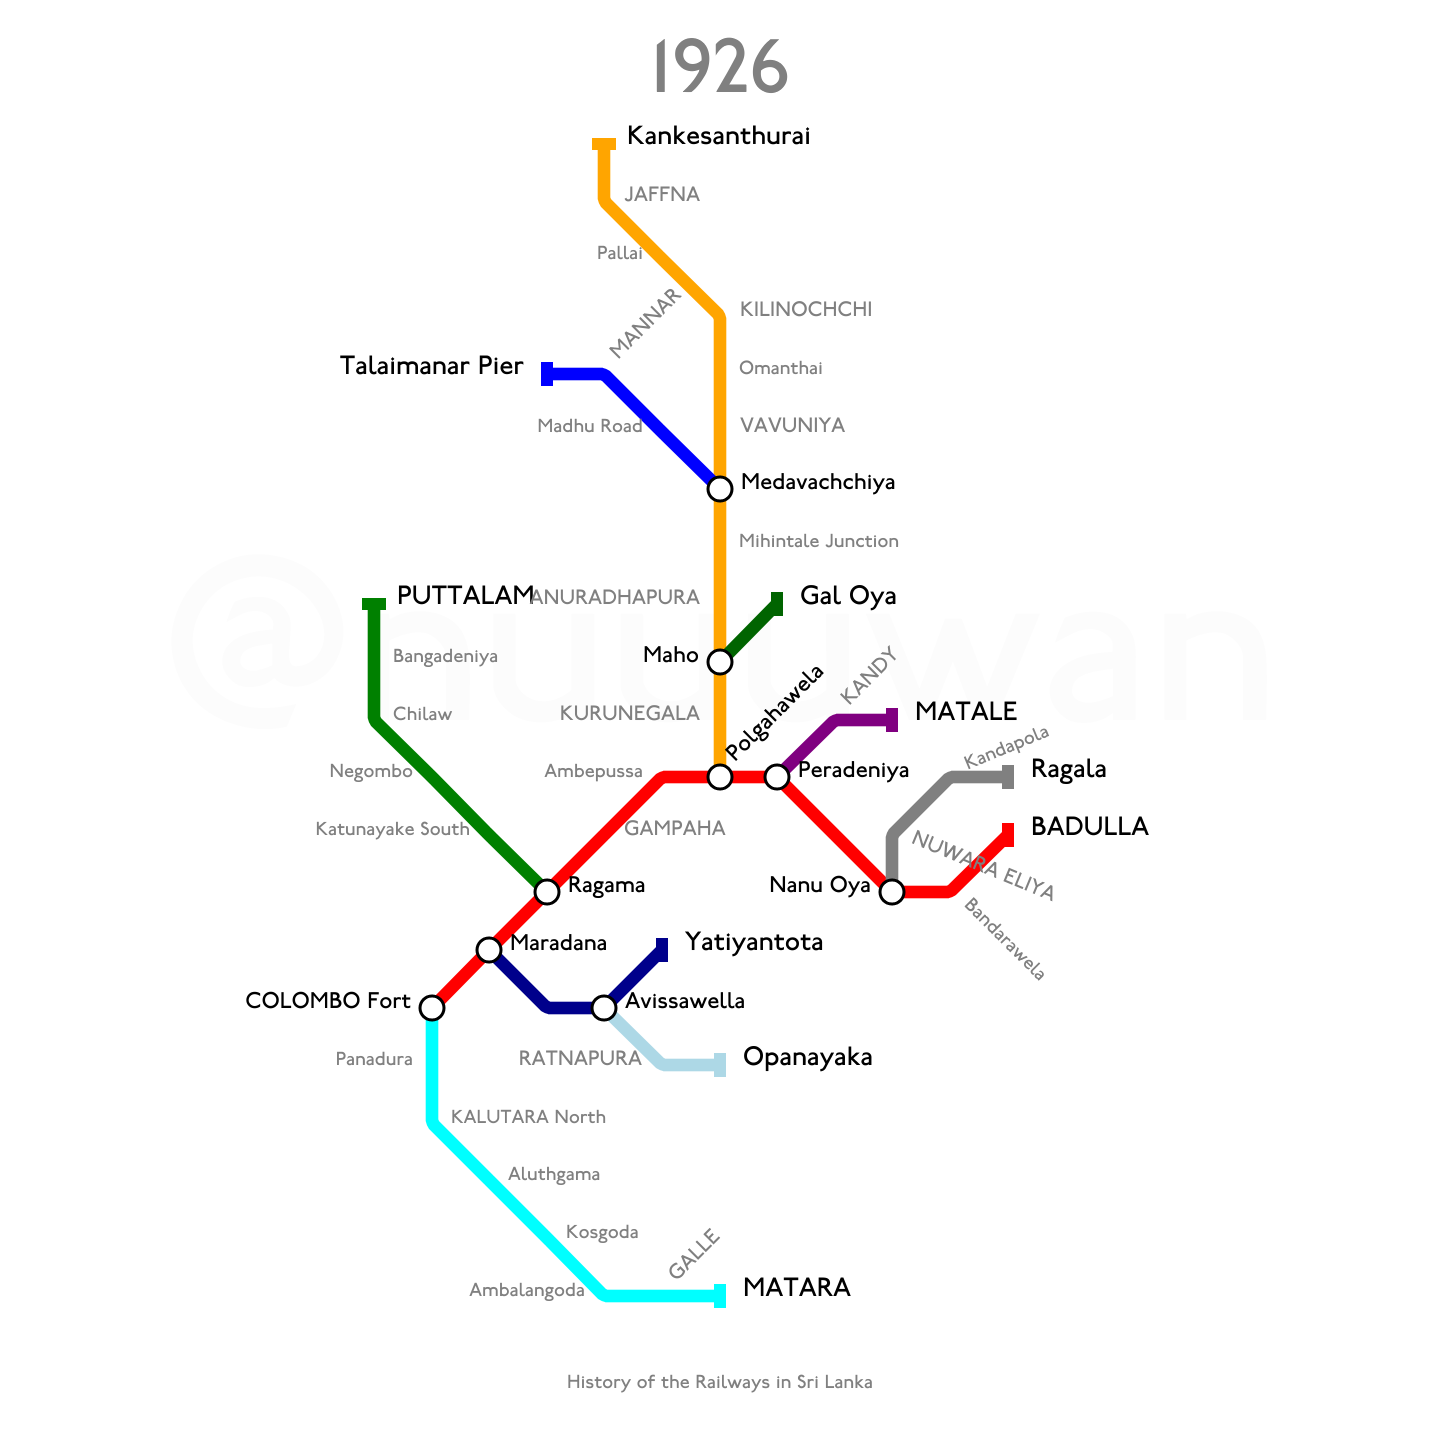 1926
Kankesanthurai
JAFFNA
Pallai
MANNAR
KILINOCHCHI
Talaimanar Pier
Omanthai
Madhu Road
VAVUNIYA
Medavachchiya
Mihintale Junction
PUTTALAM
ANURADHAPURA
Gal Oya
@nuuuwan
Bangadeniya
Maho
KANDY
Polgahawela
Chilaw
KURUNEGALA
MATALE
Kandapola
Negombo
Ambepussa
Peradeniya
Ragala
Katunayake South
GAMPAHA
BADULLA
NUWARA ELIYA
Ragama
Nanu Oya
Bandarawela
Maradana
Yatiyantota
COLOMBO Fort
Avissawella
Panadura
RATNAPURA
Opanayaka
KALUTARA North
Aluthgama
Kosgoda
GALLE
Ambalangoda
MATARA
History of the Railways in Sri Lanka